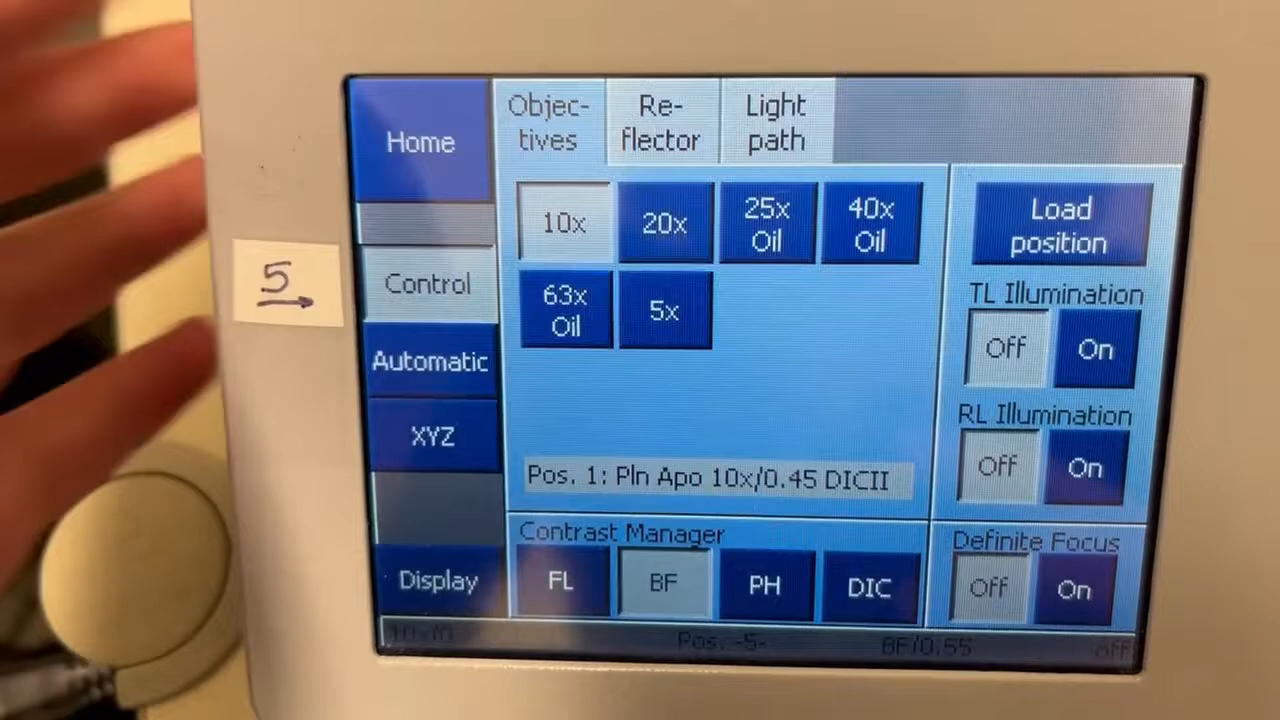 Home
Objec-
tives
Re-
flector
Light
path
5
Control
Automatic
XYZ
Display
10x
20x
25x
Oil
40x
Oil
63x
Oil
5x
Pos. 1: Pln Apo 10x/0.45 DICII
Load
position
TL Illumination
Off
On
RL Illumination
Off
On
Contrast Manager
FL
BF
PH
DIC
Definite Focus
Off
On
Pos. -5-
BF/0.55
off